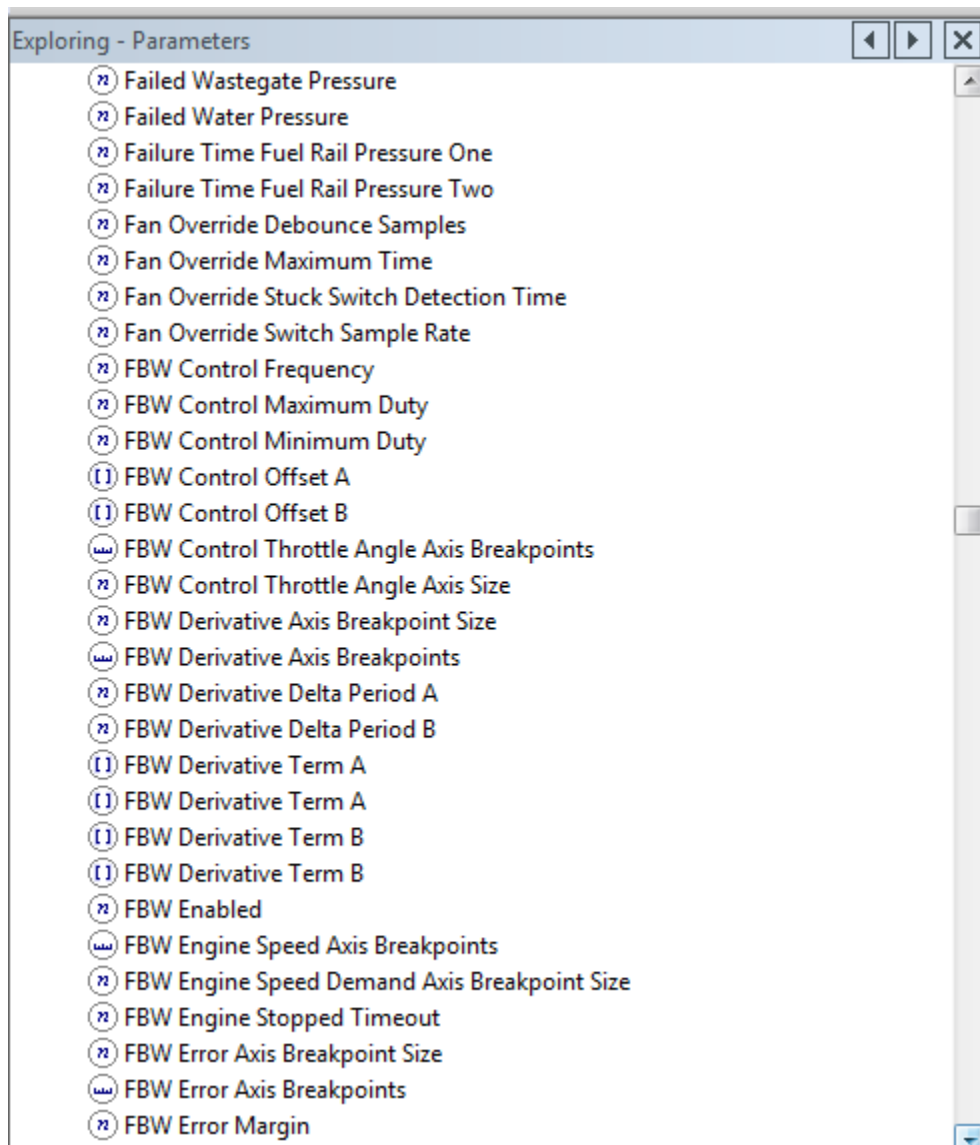 Exploring - Parameters
Failed Wastegate Pressure
Failed Water Pressure
Failure Time Fuel Rail Pressure One
Failure Time Fuel Rail Pressure Two
Fan Override Debounce Samples
Fan Override Maximum Time
Fan Override Stuck Switch Detection Time
Fan Override Switch Sample Rate
FBW Control Frequency
FBW Control Maximum Duty
FBW Control Minimum Duty
FBW Control Offset A
FBW Control Offset B
FBW Control Throttle Angle Axis Breakpoints
FBW Control Throttle Angle Axis Size
FBW Derivative Axis Breakpoint Size
FBW Derivative Axis Breakpoints
FBW Derivative Delta Period A
FBW Derivative Delta Period B
FBW Derivative Term A
FBW Derivative Term A
FBW Derivative Term B
FBW Derivative Term B
FBW Enabled
FBW Engine Speed Axis Breakpoints
FBW Engine Speed Demand Axis Breakpoint Size
FBW Engine Stopped Timeout
FBW Error Axis Breakpoint Size
FBW Error Axis Breakpoints
FBW Error Margin